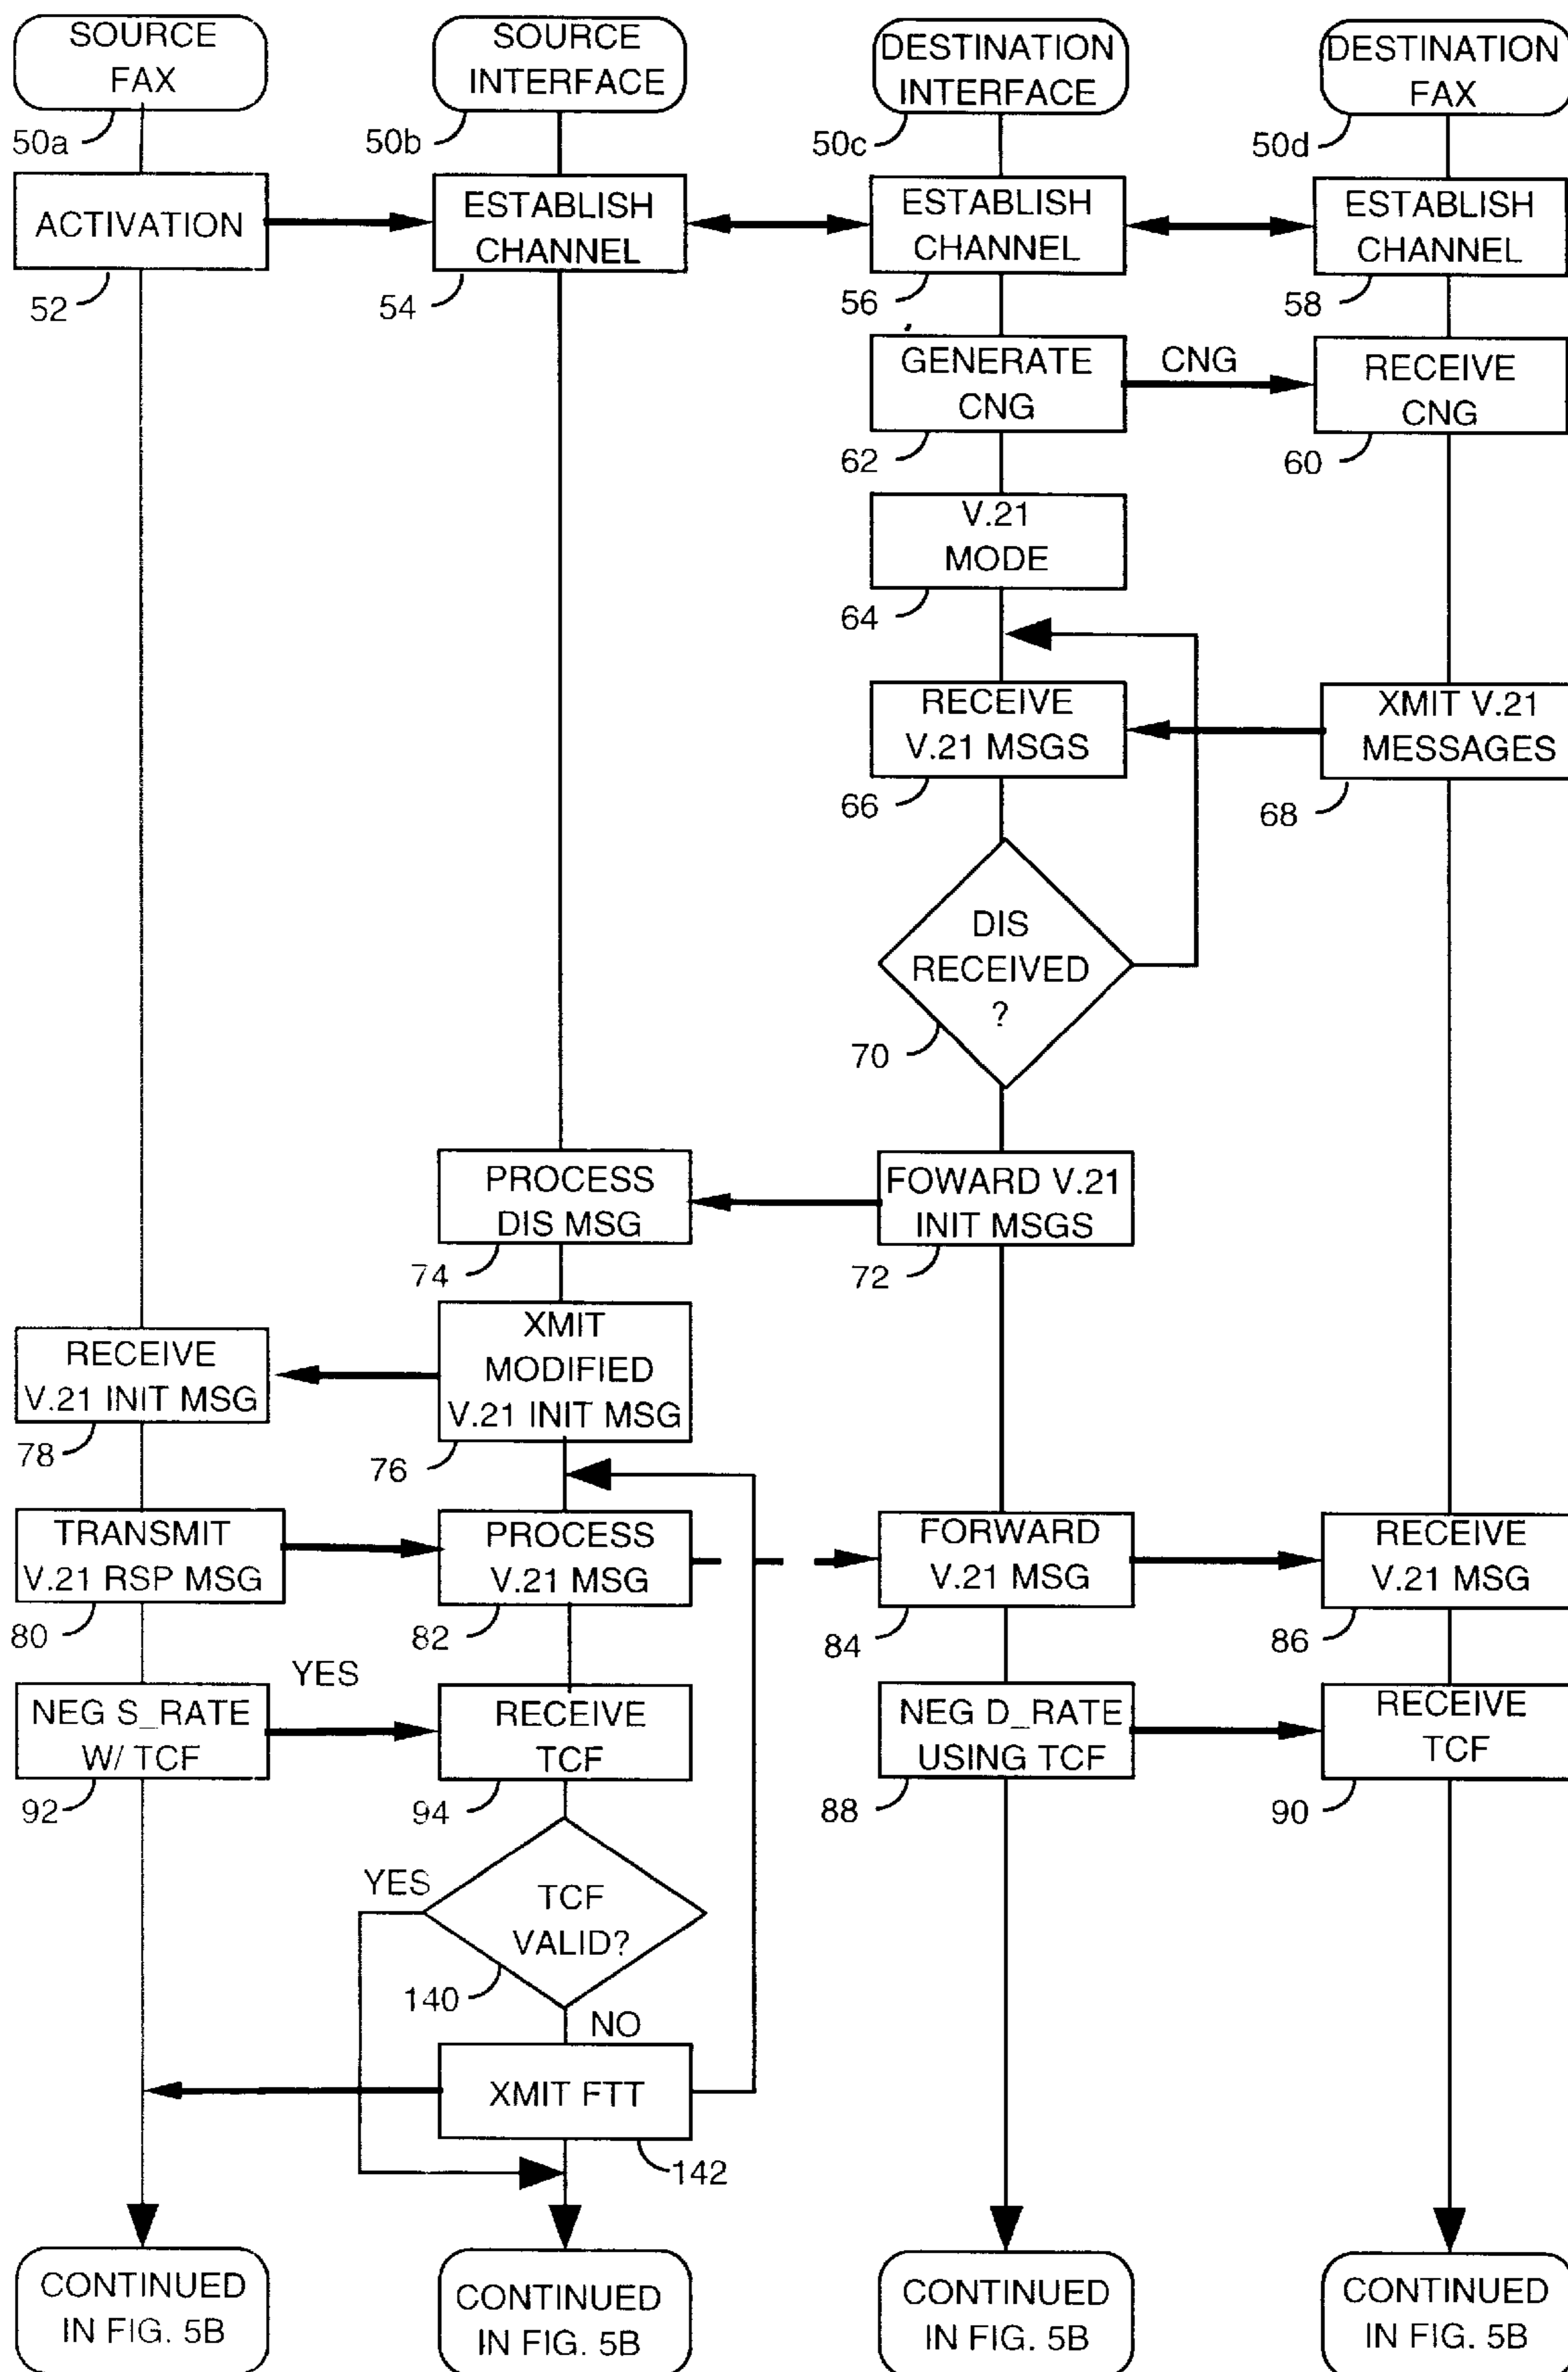 SOURCE
FAX
SOURCE
INTERFACE
DESTINATION
INTERFACE
DESTINATION
FAX
50a
50b
50c
50d
ACTIVATION
ESTABLISH
CHANNEL
ESTABLISH
CHANNEL
ESTABLISH
CHANNEL
52
54
56
58
GENERATE
CNG
CNG
RECEIVE
CNG
62
60
V.21
MODE
64
RECEIVE
V.21 MSGS
XMIT V.21
MESSAGES
66
68
DIS
RECEIVED
?
70
PROCESS
DIS MSG
FOWARD V.21
INIT MSGS
74
72
RECEIVE
V.21 INIT MSG
XMIT
MODIFIED
V.21 INIT MSG
78
76
TRANSMIT
V.21 RSP MSG
PROCESS
V.21 MSG
FORWARD
V.21 MSG
RECEIVE
V.21 MSG
80
82
84
86
YES
NEG S_RATE
W/ TCF
RECEIVE
TCF
NEG D_RATE
USING TCF
RECEIVE
TCF
92
94
88
90
YES
TCF
VALID?
140
NO
XMIT FTT
142
CONTINUED
IN FIG. 5B
CONTINUED
IN FIG. 5B
CONTINUED
IN FIG. 5B
CONTINUED
IN FIG. 5B